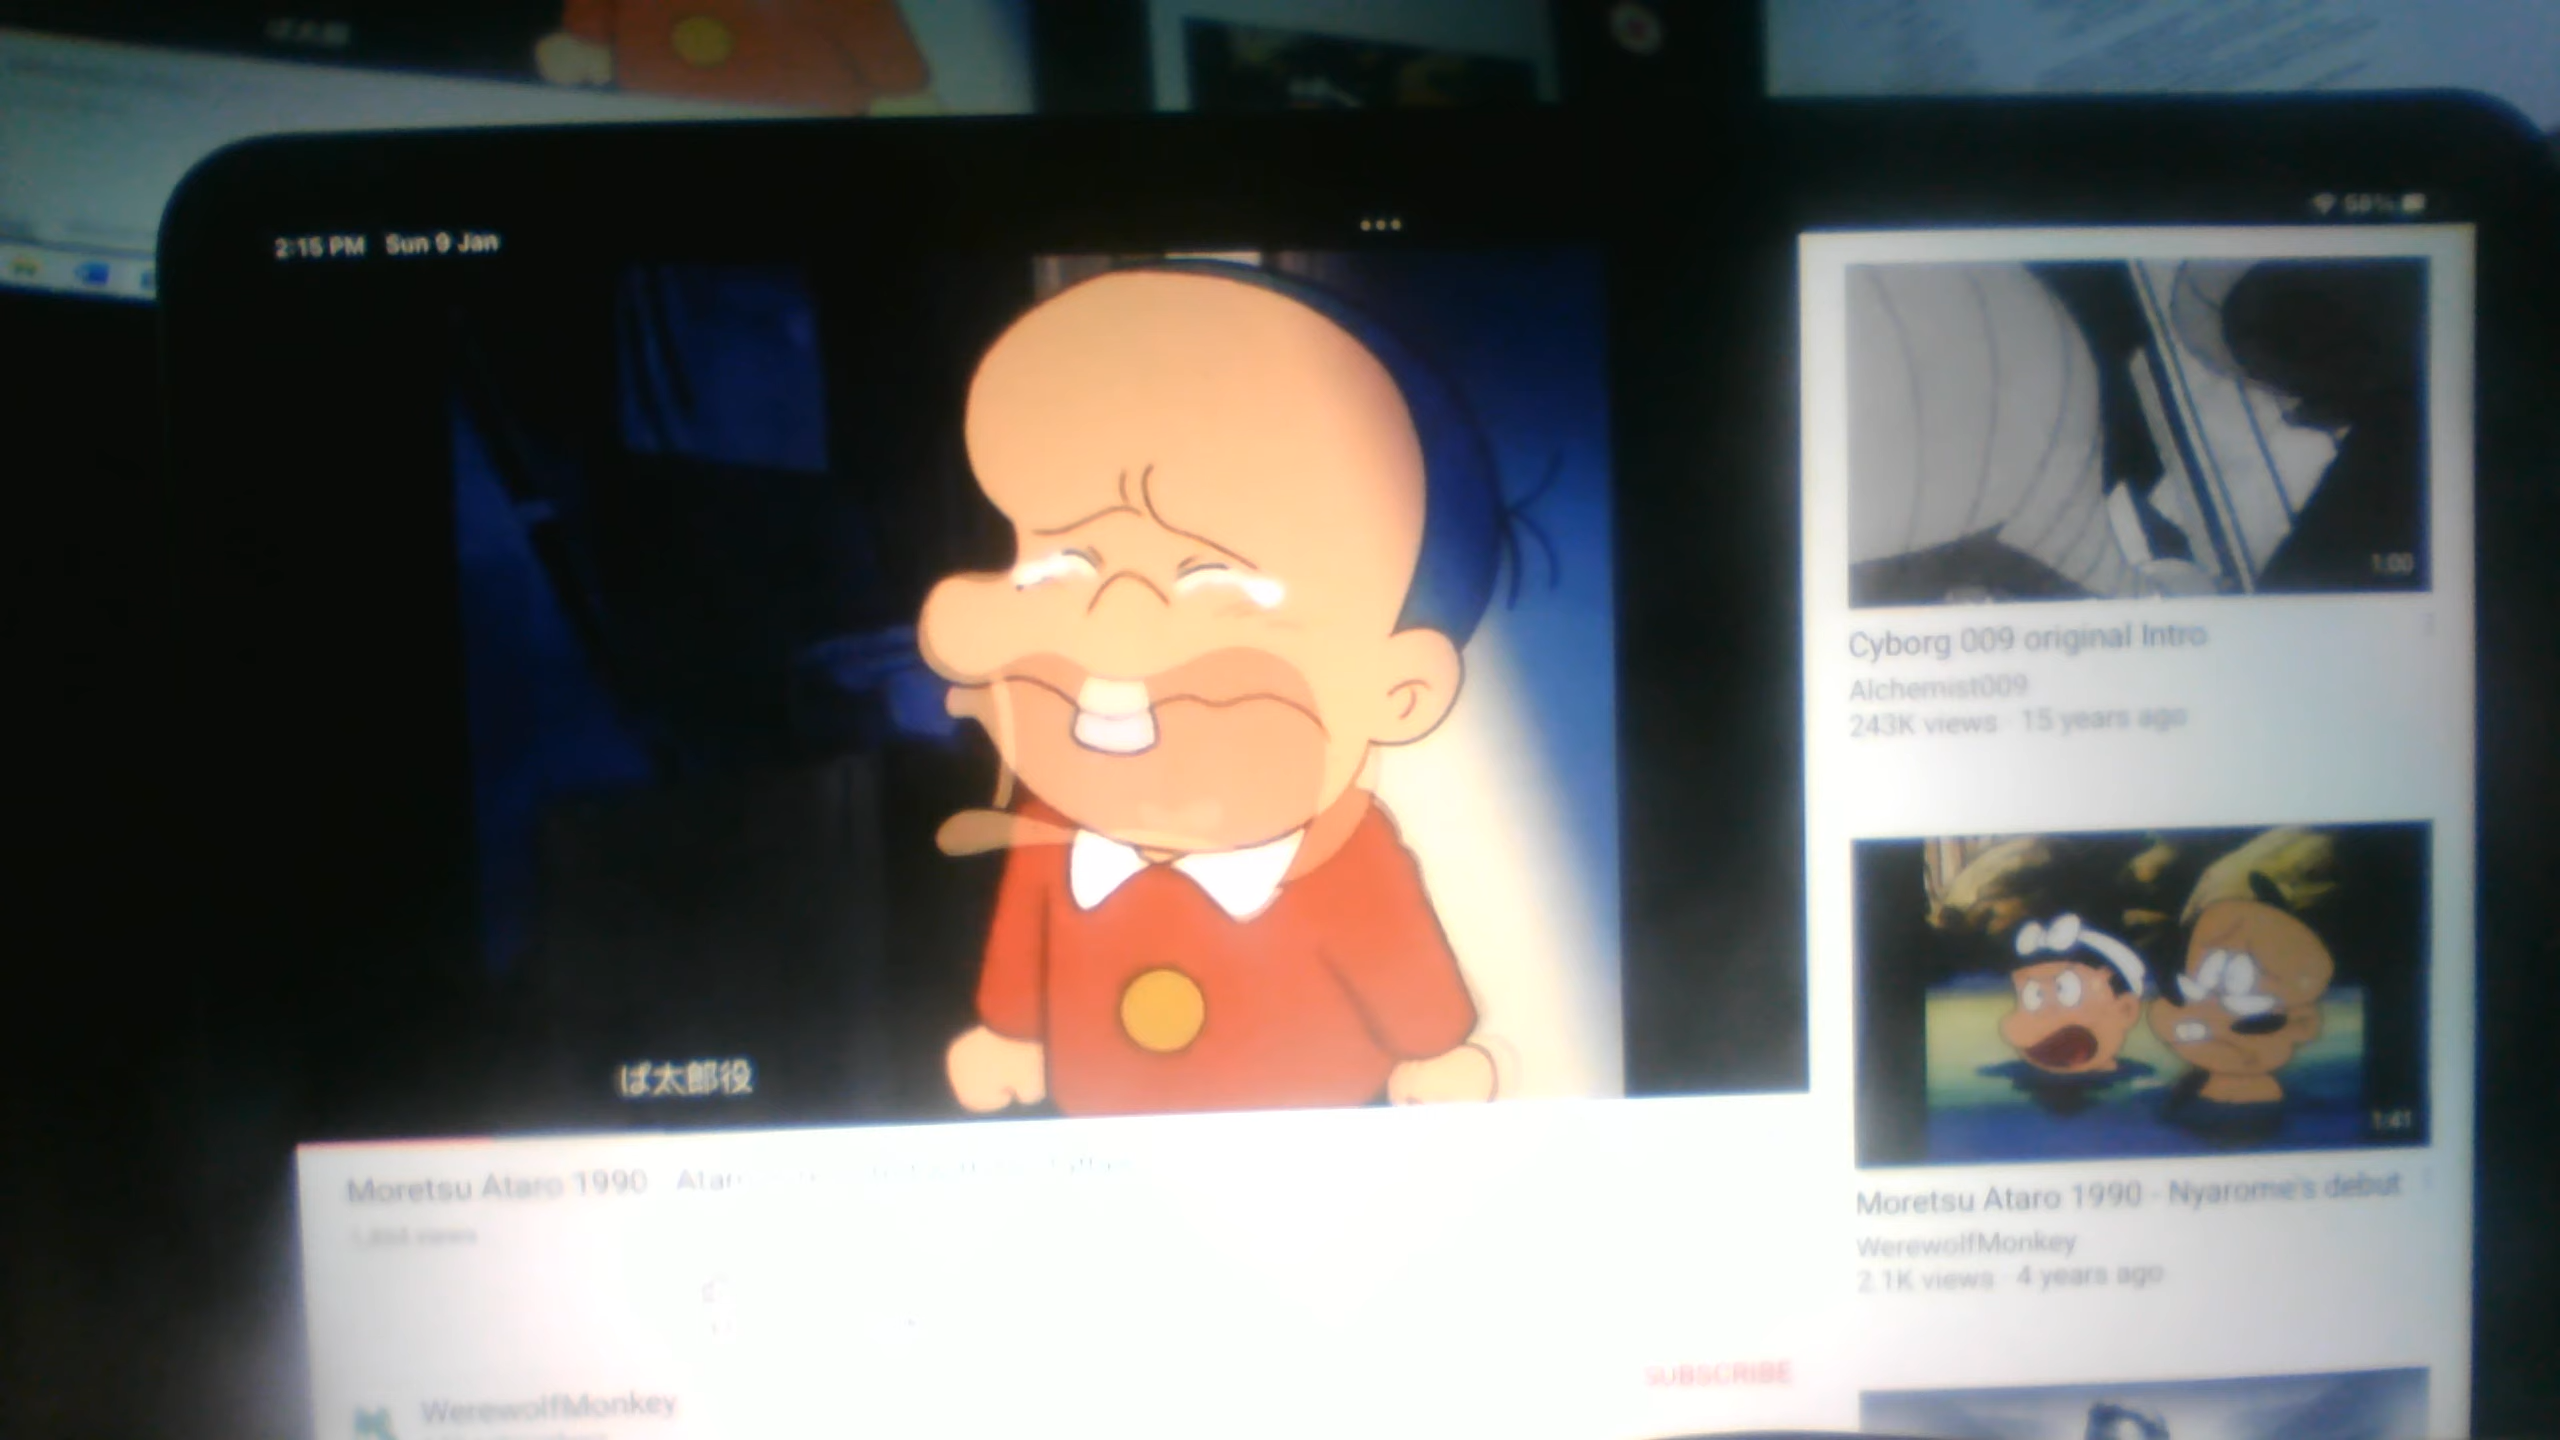 2:15 PM Sun 9 Jan
ぱ太郎役
Moretsu Ataro 1990
WerewolfMonkey
SUBSCRIBE
1:00
Cyborg 009 original Intro
Alchemist009
243K views · 15 years ago
1:41
Moretsu Ataro 1990 - Nyarome's debut
WerewolfMonkey
2.1K views · 4 years ago